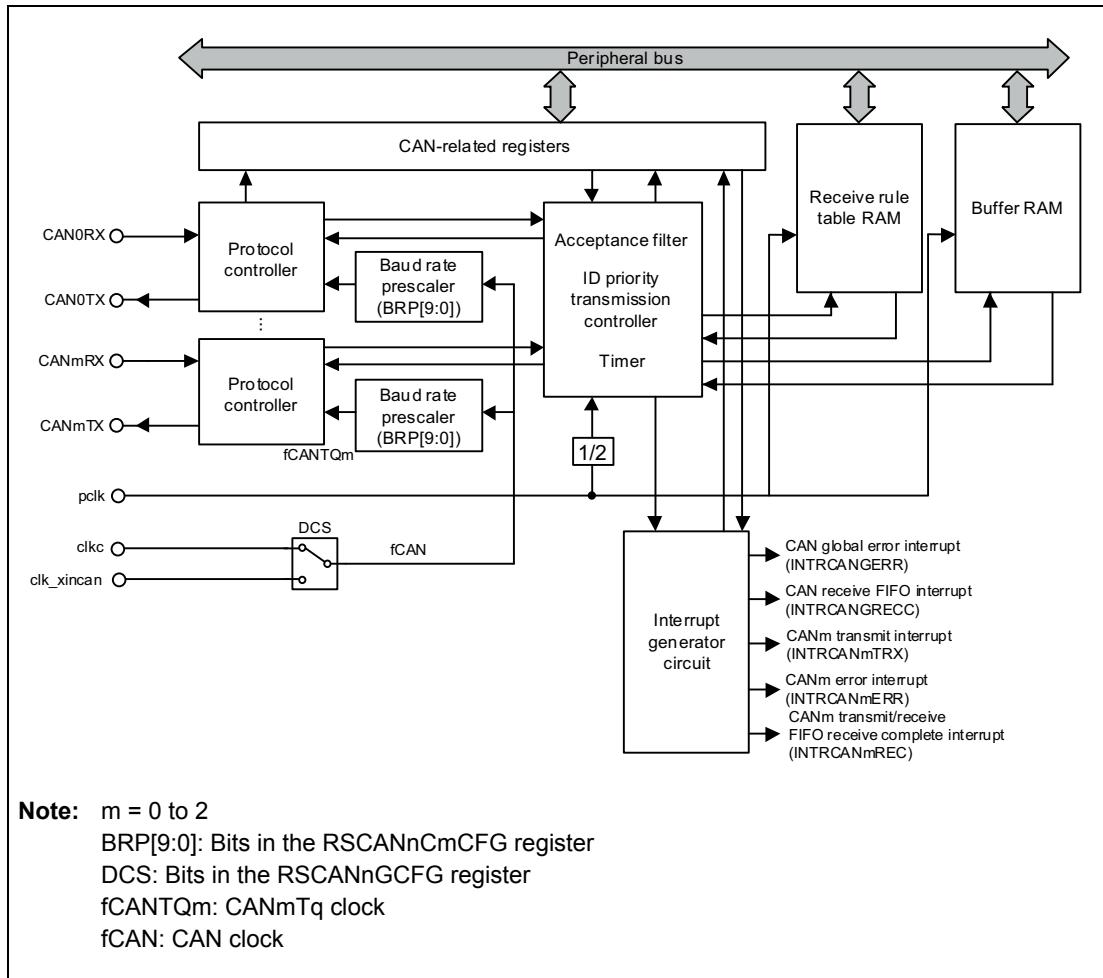 Peripheral bus
CAN-related registers
Receive rule
table RAM
Buffer RAM
CAN0RX
CAN0TX
Protocol
controller
Baud rate
prescaler
(BRP[9:0])
Acceptance filter
ID priority
transmission
controller
Timer
...
CANmRX
CANmTX
Protocol
controller
Baud rate
prescaler
(BRP[9:0])
fCANTQm
1/2
pclk
clkc
clk_xincan
DCS
fCAN
Interrupt
generator
circuit
CAN global error interrupt
(INTRCANGERR)
CAN receive FIFO interrupt
(INTRCANGRECC)
CANm transmit interrupt
(INTRCANmTRX)
CANm error interrupt
(INTRCANmERR)
CANm transmit/receive
FIFO receive complete interrupt
(INTRCANmREC)
Note: m = 0 to 2
BRP[9:0]: Bits in the RSCANnCmCFG register
DCS: Bits in the RSCANnGCFG register
fCANTQm: CANmTq clock
fCAN: CAN clock